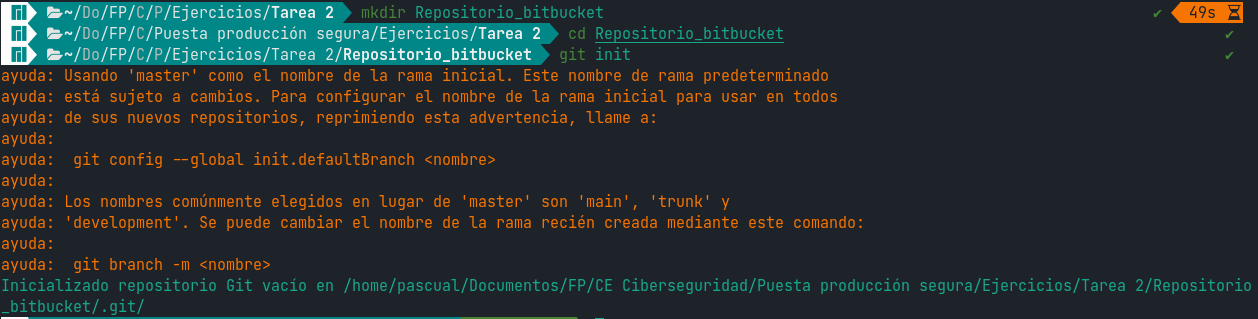 ~/Do/FP/C/P/Ejercicios/Tarea 2 mkdir Repositorio_bitbucket ✔ 49s
~/Do/FP/C/Puesta producción segura/Ejercicios/Tarea 2 cd Repositorio_bitbucket ✔
~/Do/FP/C/P/Ejercicios/Tarea 2/Repositorio_bitbucket git init ✔
ayuda: Usando 'master' como el nombre de la rama inicial. Este nombre de rama predeterminado
ayuda: está sujeto a cambios. Para configurar el nombre de la rama inicial para usar en todos
ayuda: de sus nuevos repositorios, reprimiendo esta advertencia, llame a:
ayuda:
ayuda:  git config --global init.defaultBranch <nombre>
ayuda:
ayuda: Los nombres comúnmente elegidos en lugar de 'master' son 'main', 'trunk' y
ayuda: 'development'. Se puede cambiar el nombre de la rama recién creada mediante este comando:
ayuda:
ayuda:  git branch -m <nombre>
Inicializado repositorio Git vacío en /home/pascual/Documentos/FP/CE Ciberseguridad/Puesta producción segura/Ejercicios/Tarea 2/Repositorio
_bitbucket/.git/